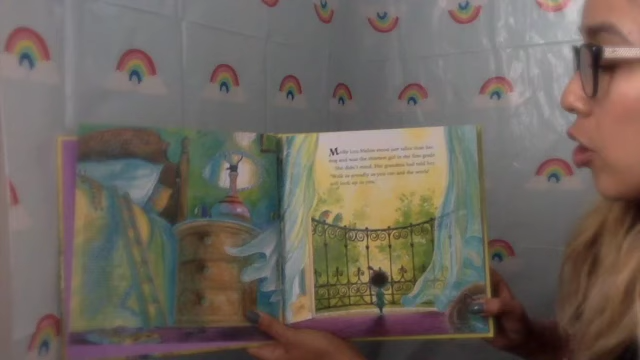 Molly Lou Melon stood just taller than her
dog and was the shortest girl in the first grade.
She didn't mind. Her grandma had told her,
"Walk as proudly as you can and the world
will look up to you."